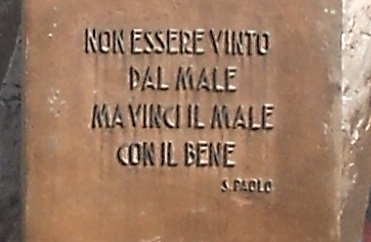 NON ESSERE VINTO
DAL MALE
MA VINCI IL MALE
CON IL BENE
S. PAOLO